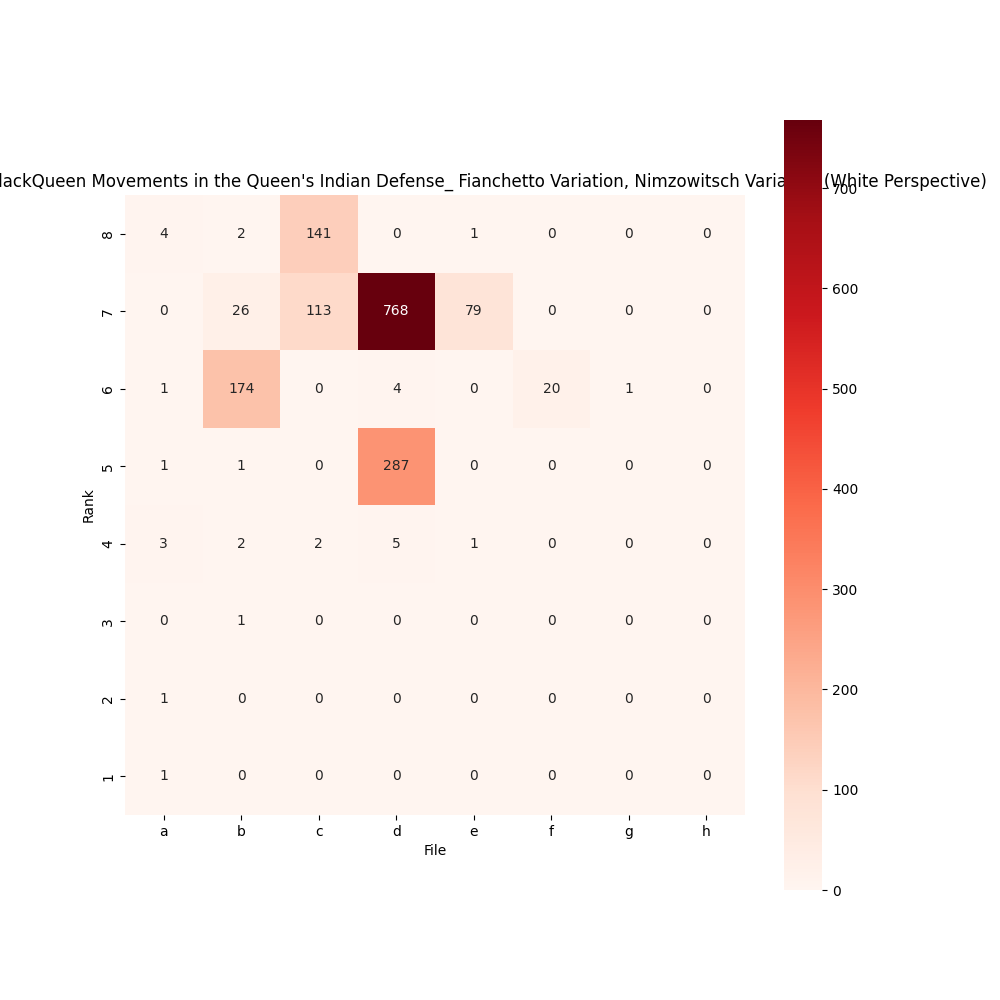 lackQueen Movements in the Queen's Indian Defense_ Fianchetto Variation, Nimzowitsch Varia (White Perspective)
8 4 2 141 0 1 0 0 0
7 0 26 113 768 79 0 0 0
6 1 174 0 4 0 20 1 0
5 1 1 0 287 0 0 0 0
4 3 2 2 5 1 0 0 0
3 0 1 0 0 0 0 0 0
2 1 0 0 0 0 0 0 0
1 1 0 0 0 0 0 0 0
a b c d e f g h
Rank
File
700
600
500
400
300
200
100
0